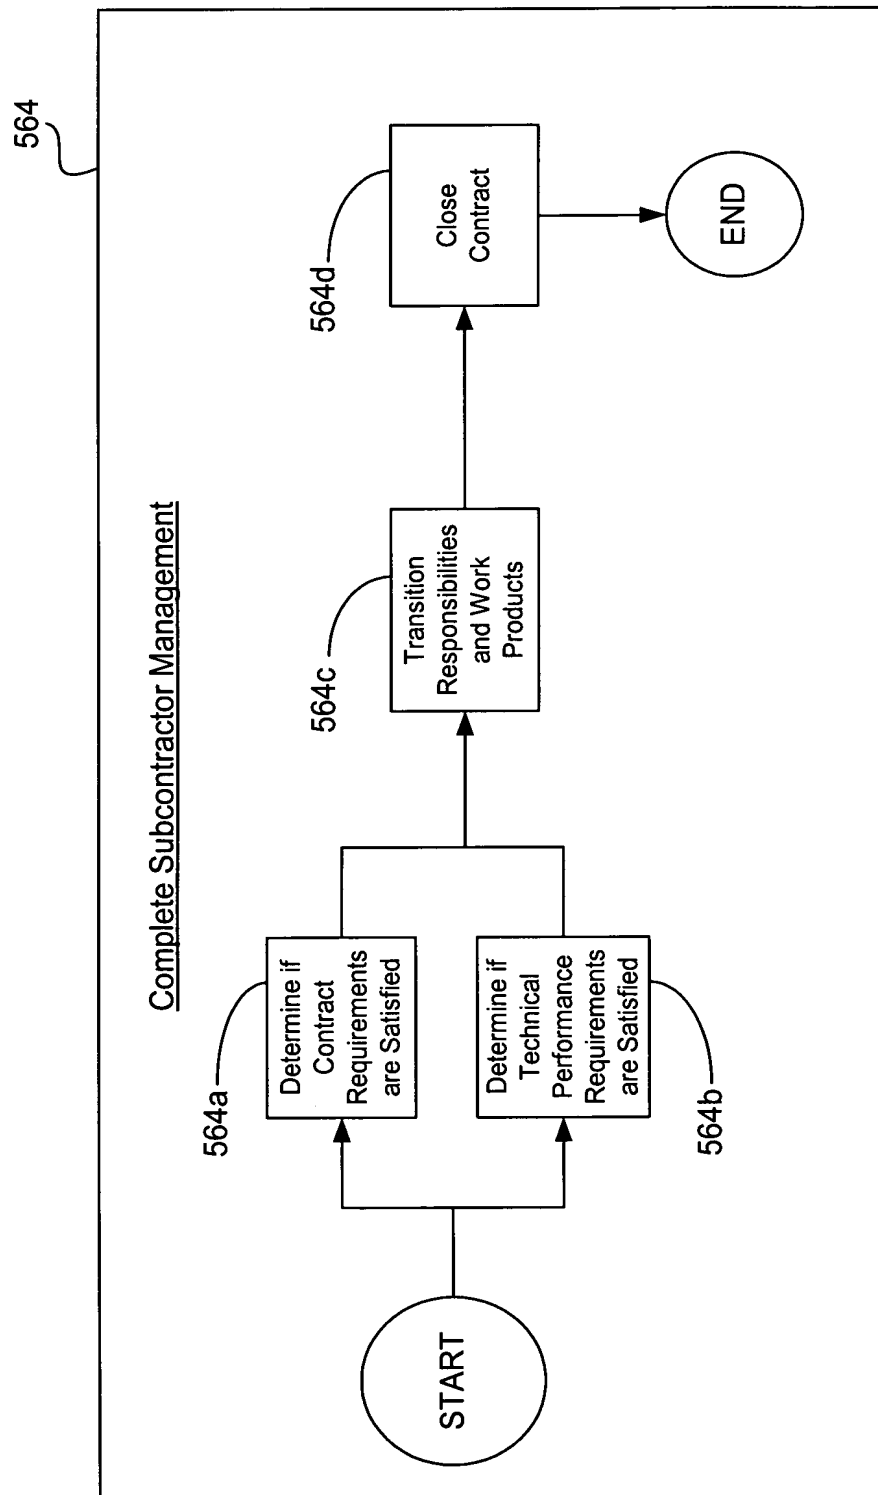 564
Complete Subcontractor Management
START
564a
Determine if
Contract
Requirements
are Satisfied
Determine if
Technical
Performance
Requirements
are Satisfied
564b
564c
Transition
Responsibilities
and Work
Products
564d
Close
Contract
END